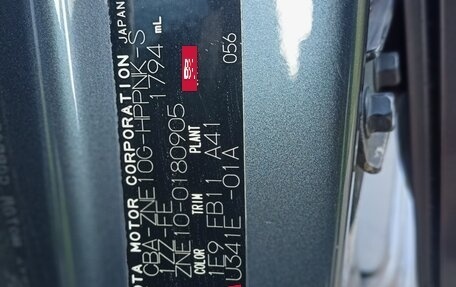 OTA MOTOR CORPORATION JAPAN
CBA-ZNE10G-HPPNK-S
1ZZ-FE 1794 mL
ZNE10-0180905
COLOR TRIM PLANT
1E9 FB11 A41
U341E -01A
056